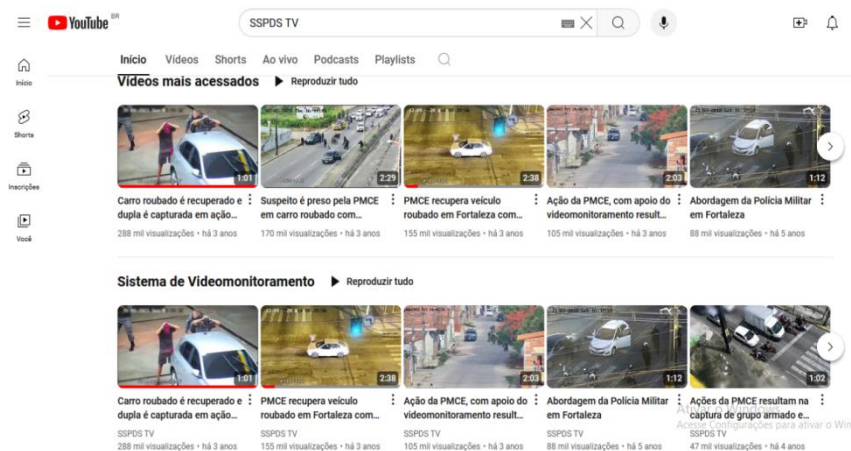 YouTube BR
SSPDS TV
Início Vídeos Shorts Ao vivo Podcasts Playlists
Início
Shorts
Inscrições
Você
Vídeos mais acessados Reproduzir tudo
1:01 2:29 2:38 2:03 1:12
Carro roubado é recuperado e
dupla é capturada em ação...
288 mil visualizações • há 3 anos
Suspeito é preso pela PMCE
em carro roubado com...
170 mil visualizações • há 3 anos
PMCE recupera veículo
roubado em Fortaleza com...
155 mil visualizações • há 3 anos
Ação da PMCE, com apoio do
videomonitoramento result...
105 mil visualizações • há 3 anos
Abordagem da Polícia Militar
em Fortaleza
88 mil visualizações • há 5 anos
Sistema de Videomonitoramento Reproduzir tudo
1:01 2:38 2:03 1:12 1:02
Carro roubado é recuperado e
dupla é capturada em ação...
SSPDS TV
288 mil visualizações • há 3 anos
PMCE recupera veículo
roubado em Fortaleza com...
SSPDS TV
155 mil visualizações • há 3 anos
Ação da PMCE, com apoio do
videomonitoramento result...
SSPDS TV
105 mil visualizações • há 3 anos
Abordagem da Polícia Militar
em Fortaleza
SSPDS TV
88 mil visualizações • há 5 anos
Ações da PMCE resultam na
captura de grupo armado e...
SSPDS TV
47 mil visualizações • há 4 anos
Ativar o Windows
Acesse Configurações para ativar o Win